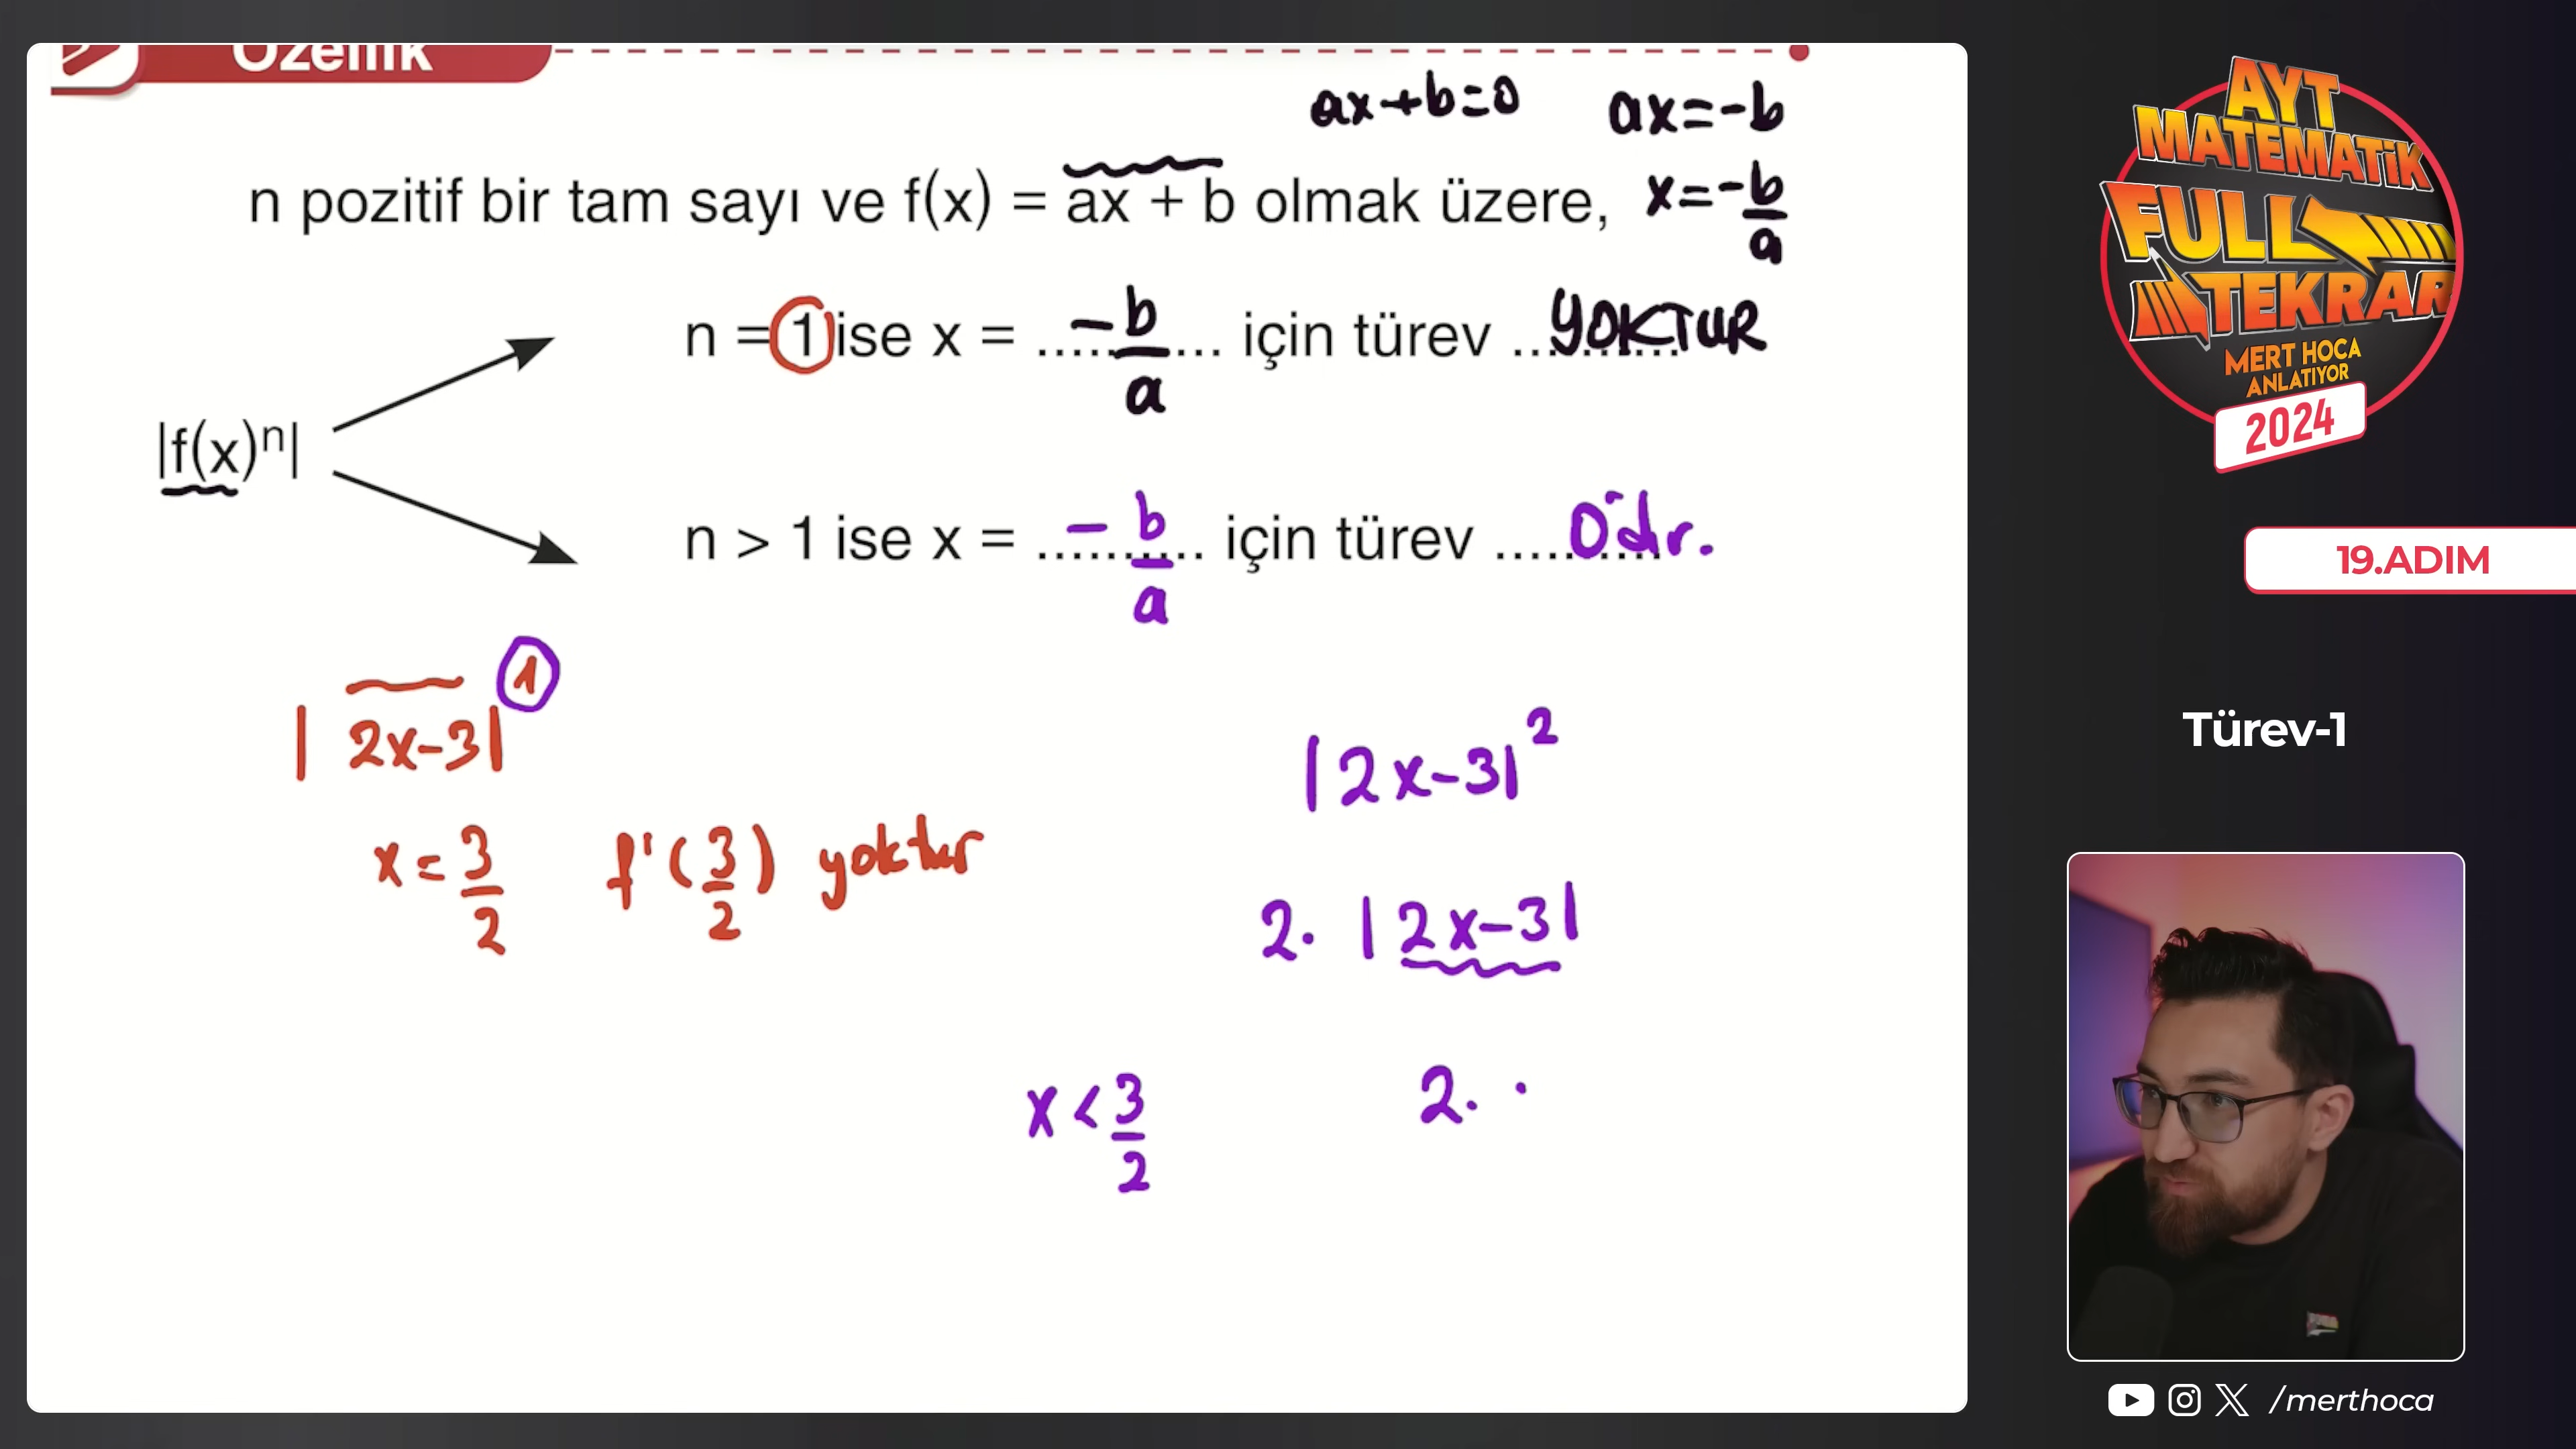 Özellik
ax+b=0 ax=-b
n pozitif bir tam sayı ve f(x) = ax + b olmak üzere, x=-b/a
n = 1 ise x = -b/a için türev YOKTUR
|f(x)ⁿ|
n > 1 ise x = -b/a için türev 0'dır.
|2x-3|¹
|2x-3|²
x=3/2 f'(3/2) yoktur
2.|2x-3|
x<3/2 2. .
AYT
MATEMATİK
FULL
TEKRAR
MERT HOCA
ANLATIYOR
2024
19.ADIM
Türev-1
/merthoca